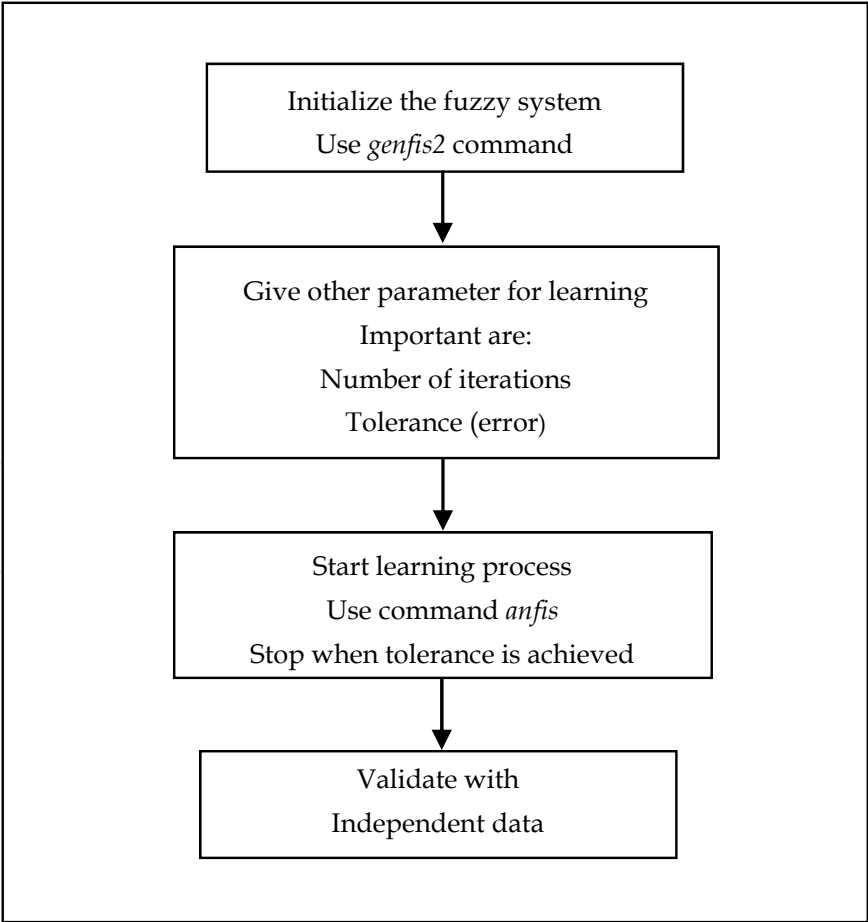 Initialize the fuzzy system
Use genfis2 command
Give other parameter for learning
Important are:
Number of iterations
Tolerance (error)
Start learning process
Use command anfis
Stop when tolerance is achieved
Validate with
Independent data